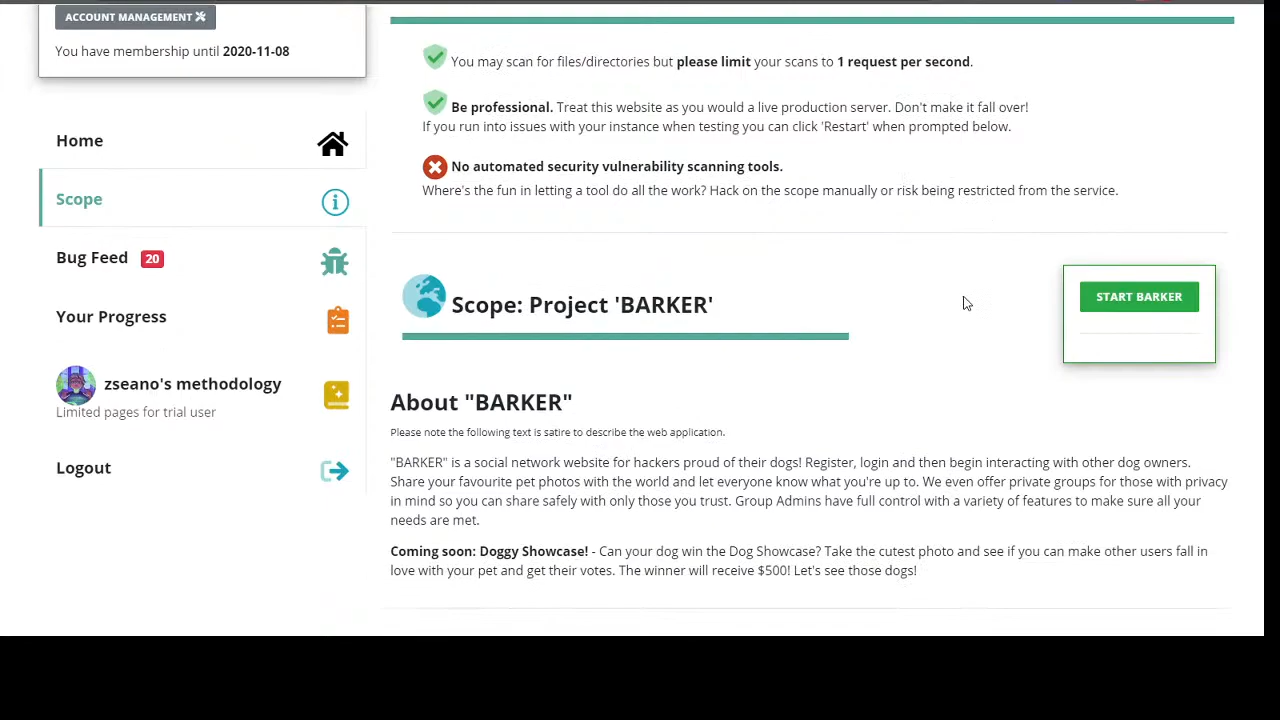 ACCOUNT MANAGEMENT
You have membership until 2020-11-08
Home
Scope
Bug Feed 20
Your Progress
zseano's methodology
Limited pages for trial user
Logout
You may scan for files/directories but please limit your scans to 1 request per second.
Be professional. Treat this website as you would a live production server. Don't make it fall over!
If you run into issues with your instance when testing you can click 'Restart' when prompted below.
No automated security vulnerability scanning tools.
Where's the fun in letting a tool do all the work? Hack on the scope manually or risk being restricted from the service.
Scope: Project 'BARKER'
START BARKER
About "BARKER"
Please note the following text is satire to describe the web application.
"BARKER" is a social network website for hackers proud of their dogs! Register, login and then begin interacting with other dog owners.
Share your favourite pet photos with the world and let everyone know what you're up to. We even offer private groups for those with privacy
in mind so you can share safely with only those you trust. Group Admins have full control with a variety of features to make sure all your
needs are met.
Coming soon: Doggy Showcase! - Can your dog win the Dog Showcase? Take the cutest photo and see if you can make other users fall in
love with your pet and get their votes. The winner will receive $500! Let's see those dogs!